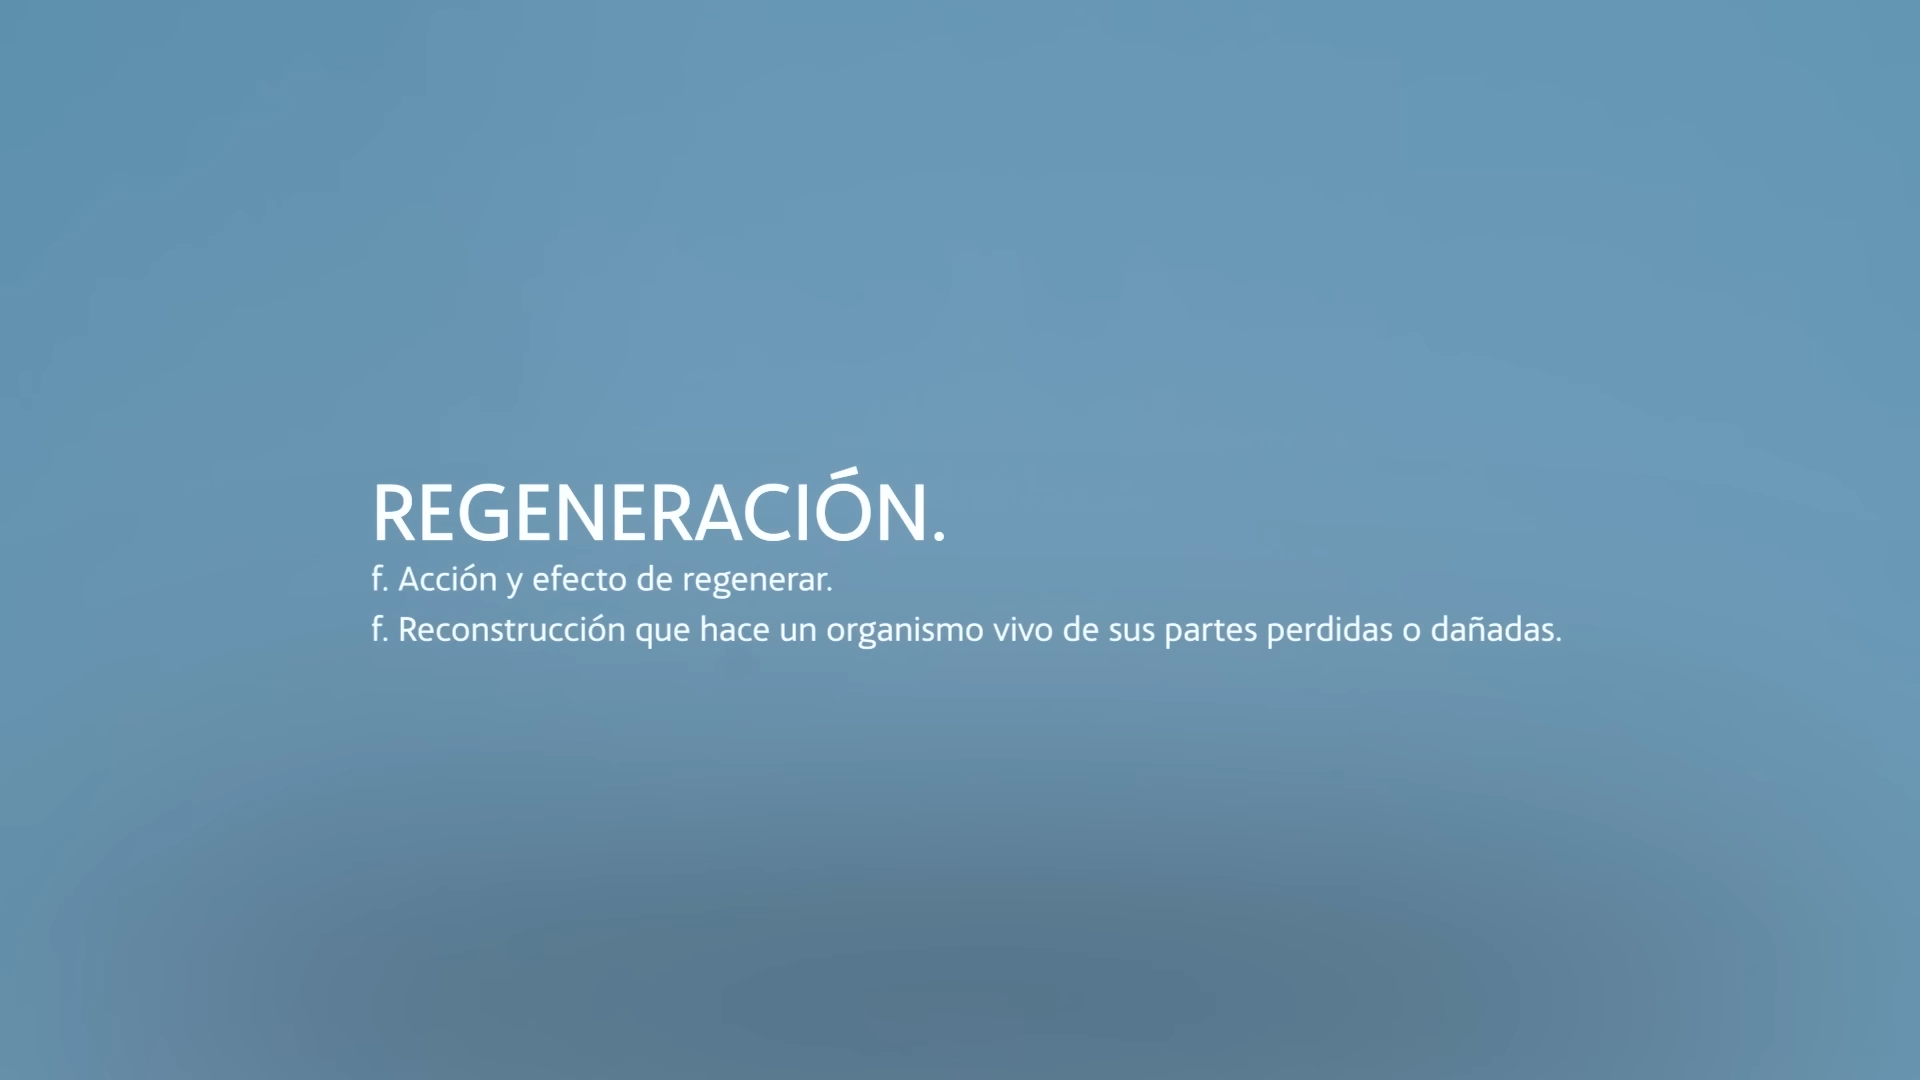 REGENERACIÓN.
f. Acción y efecto de regenerar.
f. Reconstrucción que hace un organismo vivo de sus partes perdidas o dañadas.